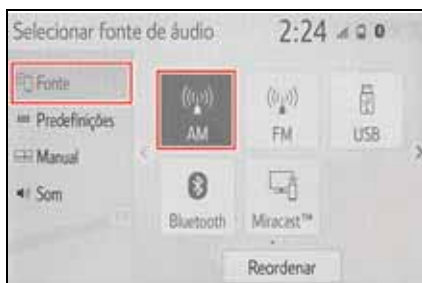 Selecionar fonte de áudio 2:24
Fonte
Predefinições
Manual
Som
AM FM USB
Bluetooth Miracast™
Reordenar